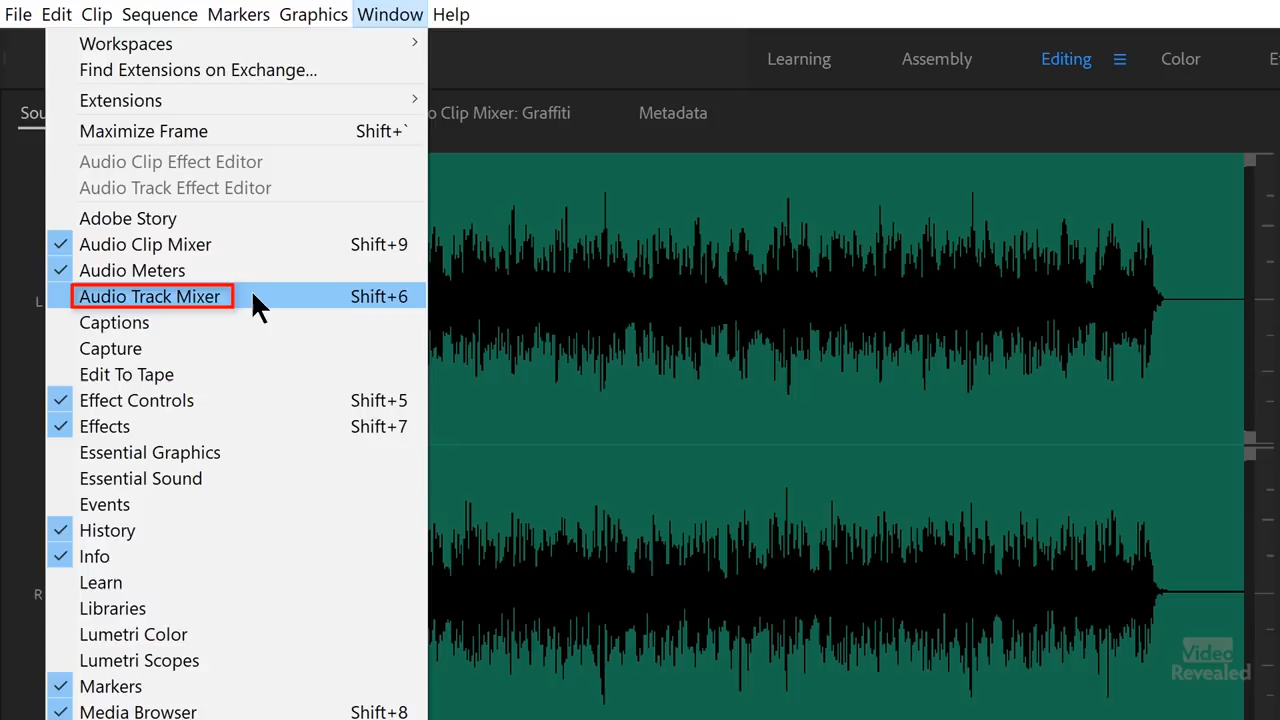 File Edit Clip Sequence Markers Graphics Window Help
Workspaces
Find Extensions on Exchange...
Extensions
Maximize Frame Shift+`
Audio Clip Effect Editor
Audio Track Effect Editor
Adobe Story
Audio Clip Mixer Shift+9
Audio Meters
Audio Track Mixer Shift+6
Captions
Capture
Edit To Tape
Effect Controls Shift+5
Effects Shift+7
Essential Graphics
Essential Sound
Events
History
Info
Learn
Libraries
Lumetri Color
Lumetri Scopes
Markers
Media Browser Shift+8
Learning Assembly Editing Color E
Sou
o Clip Mixer: Graffiti Metadata
L
R
Video
Revealed